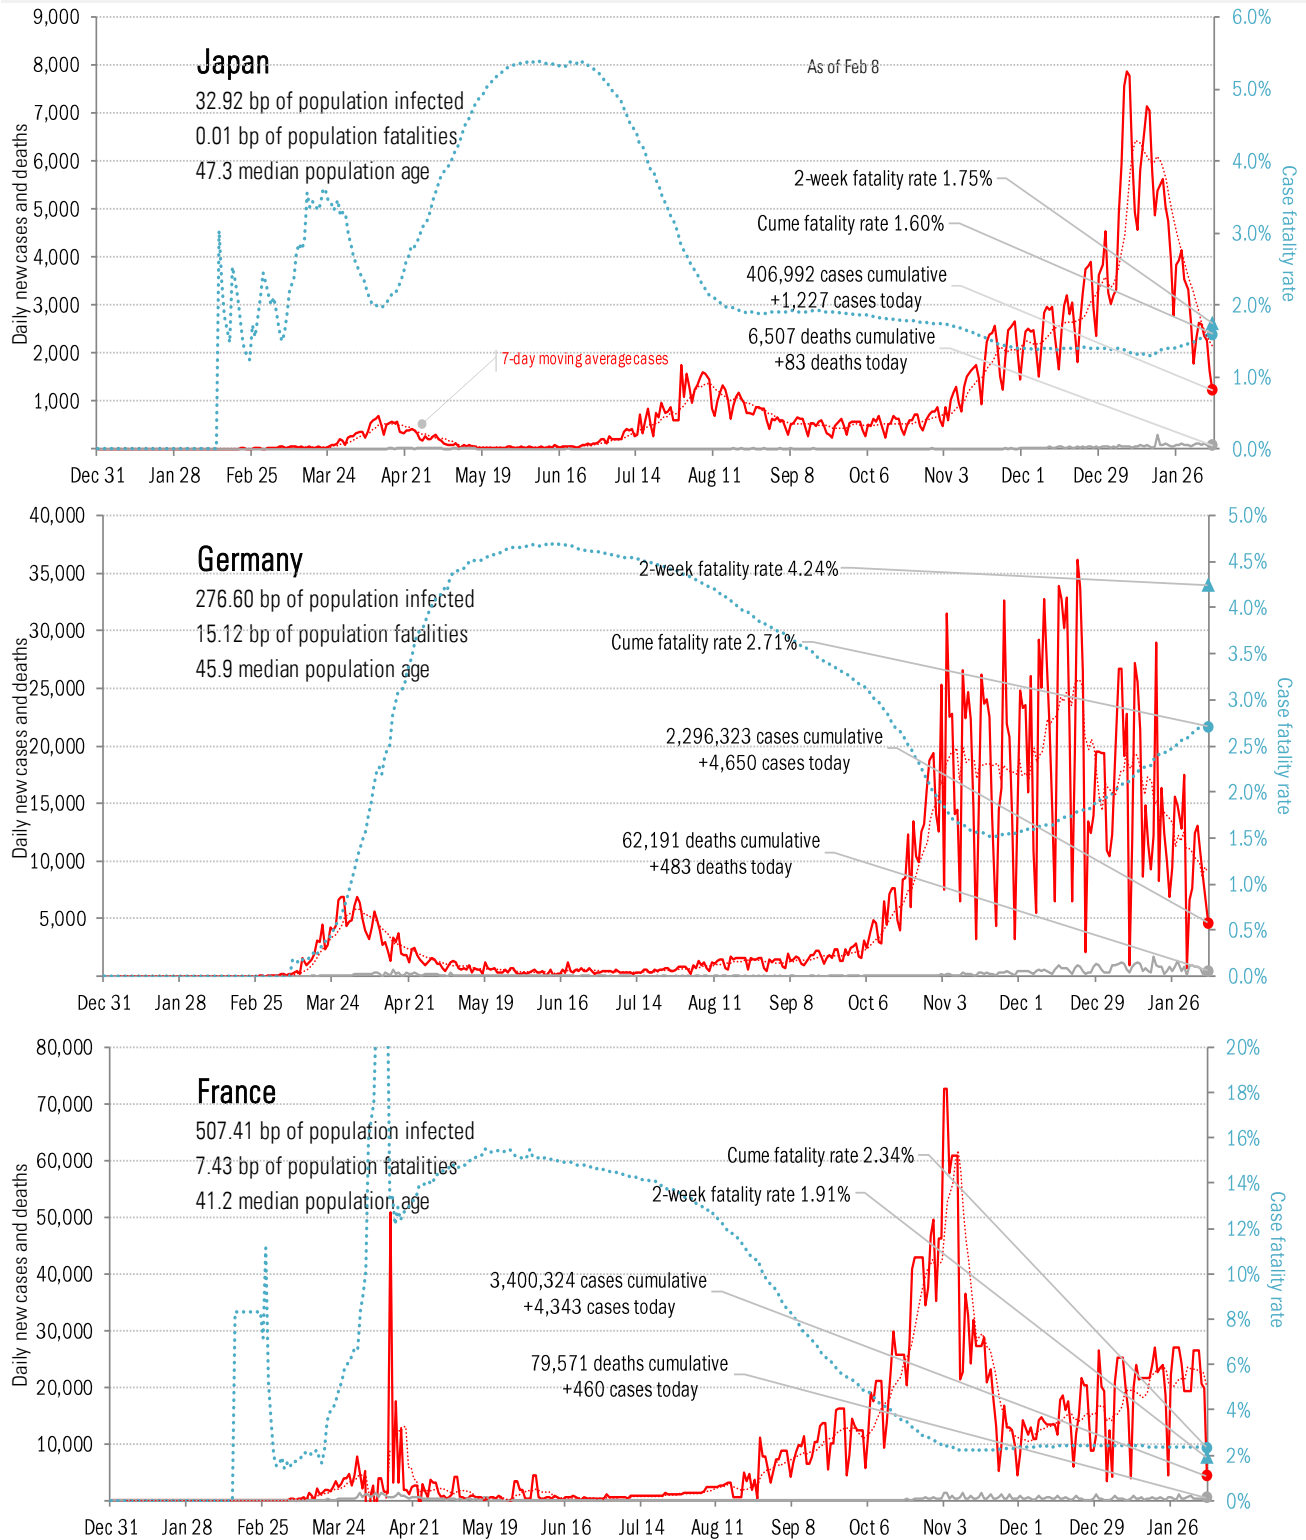 9,000
8,000
7,000
6,000
5,000
4,000
3,000
2,000
1,000
Daily new cases and deaths
Japan
32.92 bp of population infected
0.01 bp of population fatalities
47.3 median population age
As of Feb 8
2-week fatality rate 1.75%
Cume fatality rate 1.60%
406,992 cases cumulative
+1,227 cases today
6,507 deaths cumulative
+83 deaths today
7-day moving average cases
6.0%
5.0%
4.0%
3.0%
2.0%
1.0%
0.0%
Case fatality rate
Dec 31 Jan 28 Feb 25 Mar 24 Apr 21 May 19 Jun 16 Jul 14 Aug 11 Sep 8 Oct 6 Nov 3 Dec 1 Dec 29 Jan 26
40,000
35,000
30,000
25,000
20,000
15,000
10,000
5,000
Daily new cases and deaths
Germany
276.60 bp of population infected
15.12 bp of population fatalities
45.9 median population age
2-week fatality rate 4.24%
Cume fatality rate 2.71%
2,296,323 cases cumulative
+4,650 cases today
62,191 deaths cumulative
+483 deaths today
5.0%
4.5%
4.0%
3.5%
3.0%
2.5%
2.0%
1.5%
1.0%
0.5%
0.0%
Case fatality rate
Dec 31 Jan 28 Feb 25 Mar 24 Apr 21 May 19 Jun 16 Jul 14 Aug 11 Sep 8 Oct 6 Nov 3 Dec 1 Dec 29 Jan 26
80,000
70,000
60,000
50,000
40,000
30,000
20,000
10,000
Daily new cases and deaths
France
507.41 bp of population infected
7.43 bp of population fatalities
41.2 median population age
Cume fatality rate 2.34%
2-week fatality rate 1.91%
3,400,324 cases cumulative
+4,343 cases today
79,571 deaths cumulative
+460 cases today
20%
18%
16%
14%
12%
10%
8%
6%
4%
2%
0%
Case fatality rate
Dec 31 Jan 28 Feb 25 Mar 24 Apr 21 May 19 Jun 16 Jul 14 Aug 11 Sep 8 Oct 6 Nov 3 Dec 1 Dec 29 Jan 26